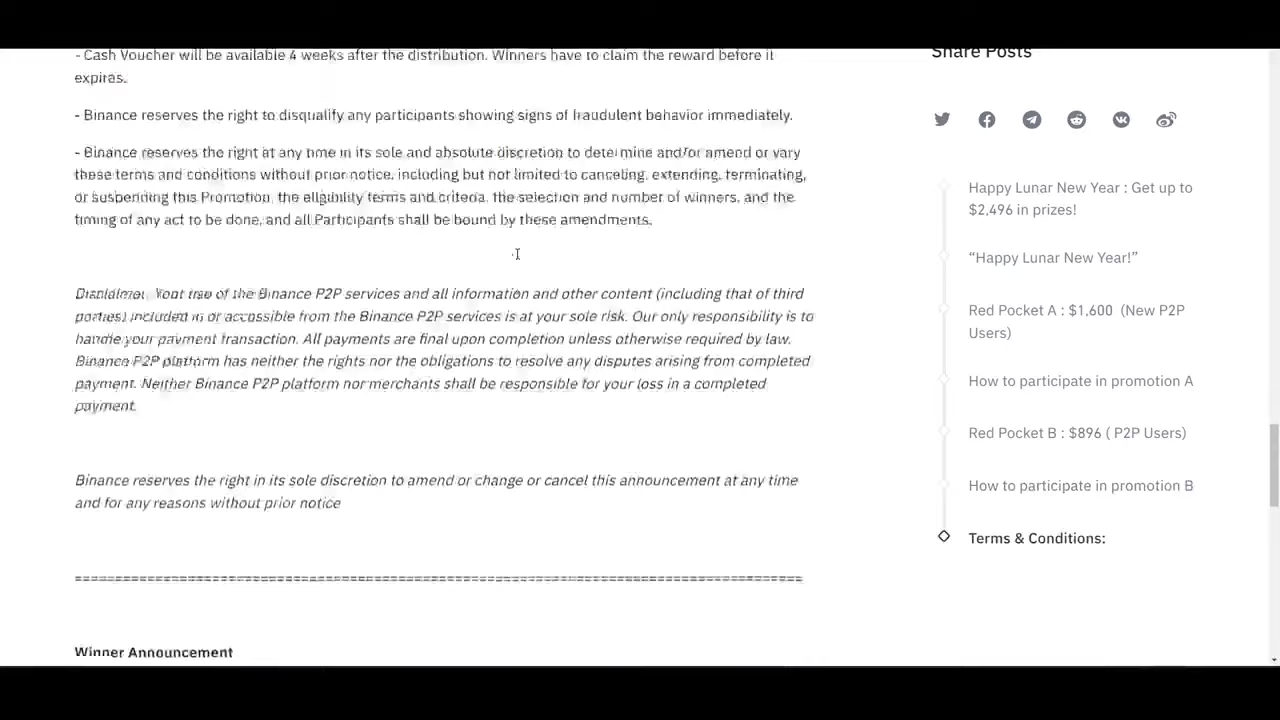 - Cash Voucher will be available 4 weeks after the distribution. Winners have to claim the reward before it
expires.
- Binance reserves the right to disqualify any participants showing signs of fraudulent behavior immediately.
- Binance reserves the right at any time in its sole and absolute discretion to determine and/or amend or vary
these terms and conditions without prior notice, including but not limited to canceling, extending, terminating,
or suspending this Promotion, the eligibility terms and criteria, the selection and number of winners, and the
timing of any act to be done, and all Participants shall be bound by these amendments.
Disclaimer: Your use of the Binance P2P services and all information and other content (including that of third
parties) included in or accessible from the Binance P2P services is at your sole risk. Our only responsibility is to
handle your payment transaction. All payments are final upon completion unless otherwise required by law.
Binance P2P platform has neither the rights nor the obligations to resolve any disputes arising from completed
payment. Neither Binance P2P platform nor merchants shall be responsible for your loss in a completed
payment.
Binance reserves the right in its sole discretion to amend or change or cancel this announcement at any time
and for any reasons without prior notice
Winner Announcement
Share Posts
Happy Lunar New Year : Get up to
$2,496 in prizes!
“Happy Lunar New Year!”
Red Pocket A : $1,600 (New P2P
Users)
How to participate in promotion A
Red Pocket B : $896 ( P2P Users)
How to participate in promotion B
Terms & Conditions: